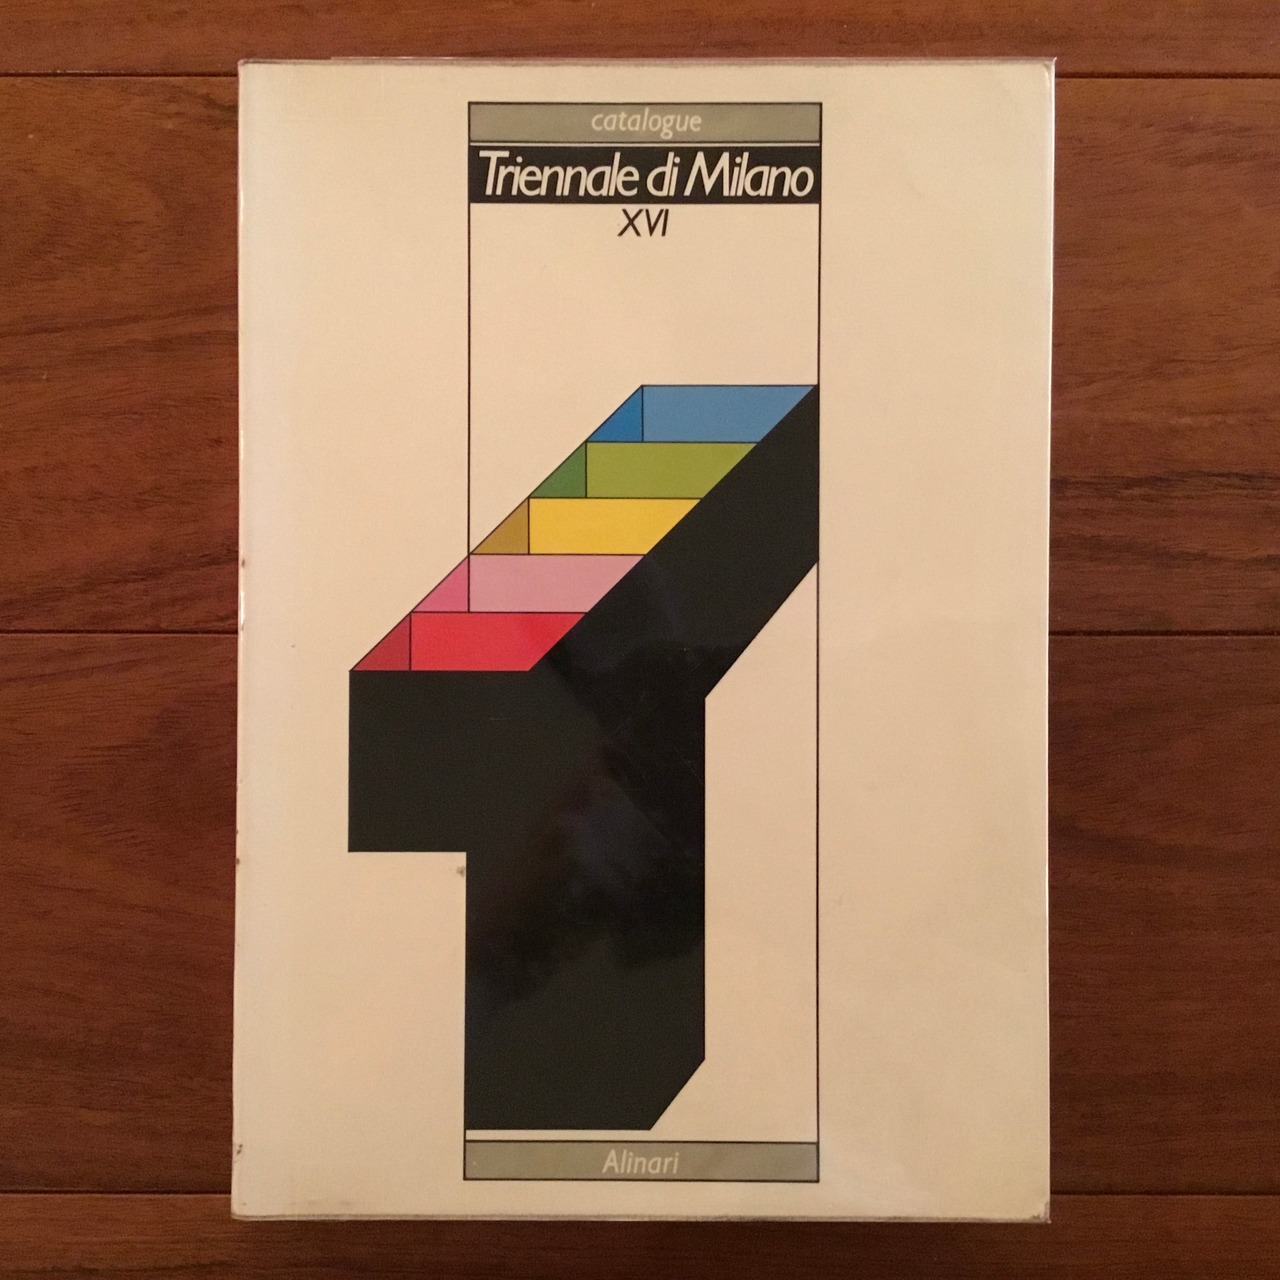 catalogue
Triennale di Milano
XVI
Alinari